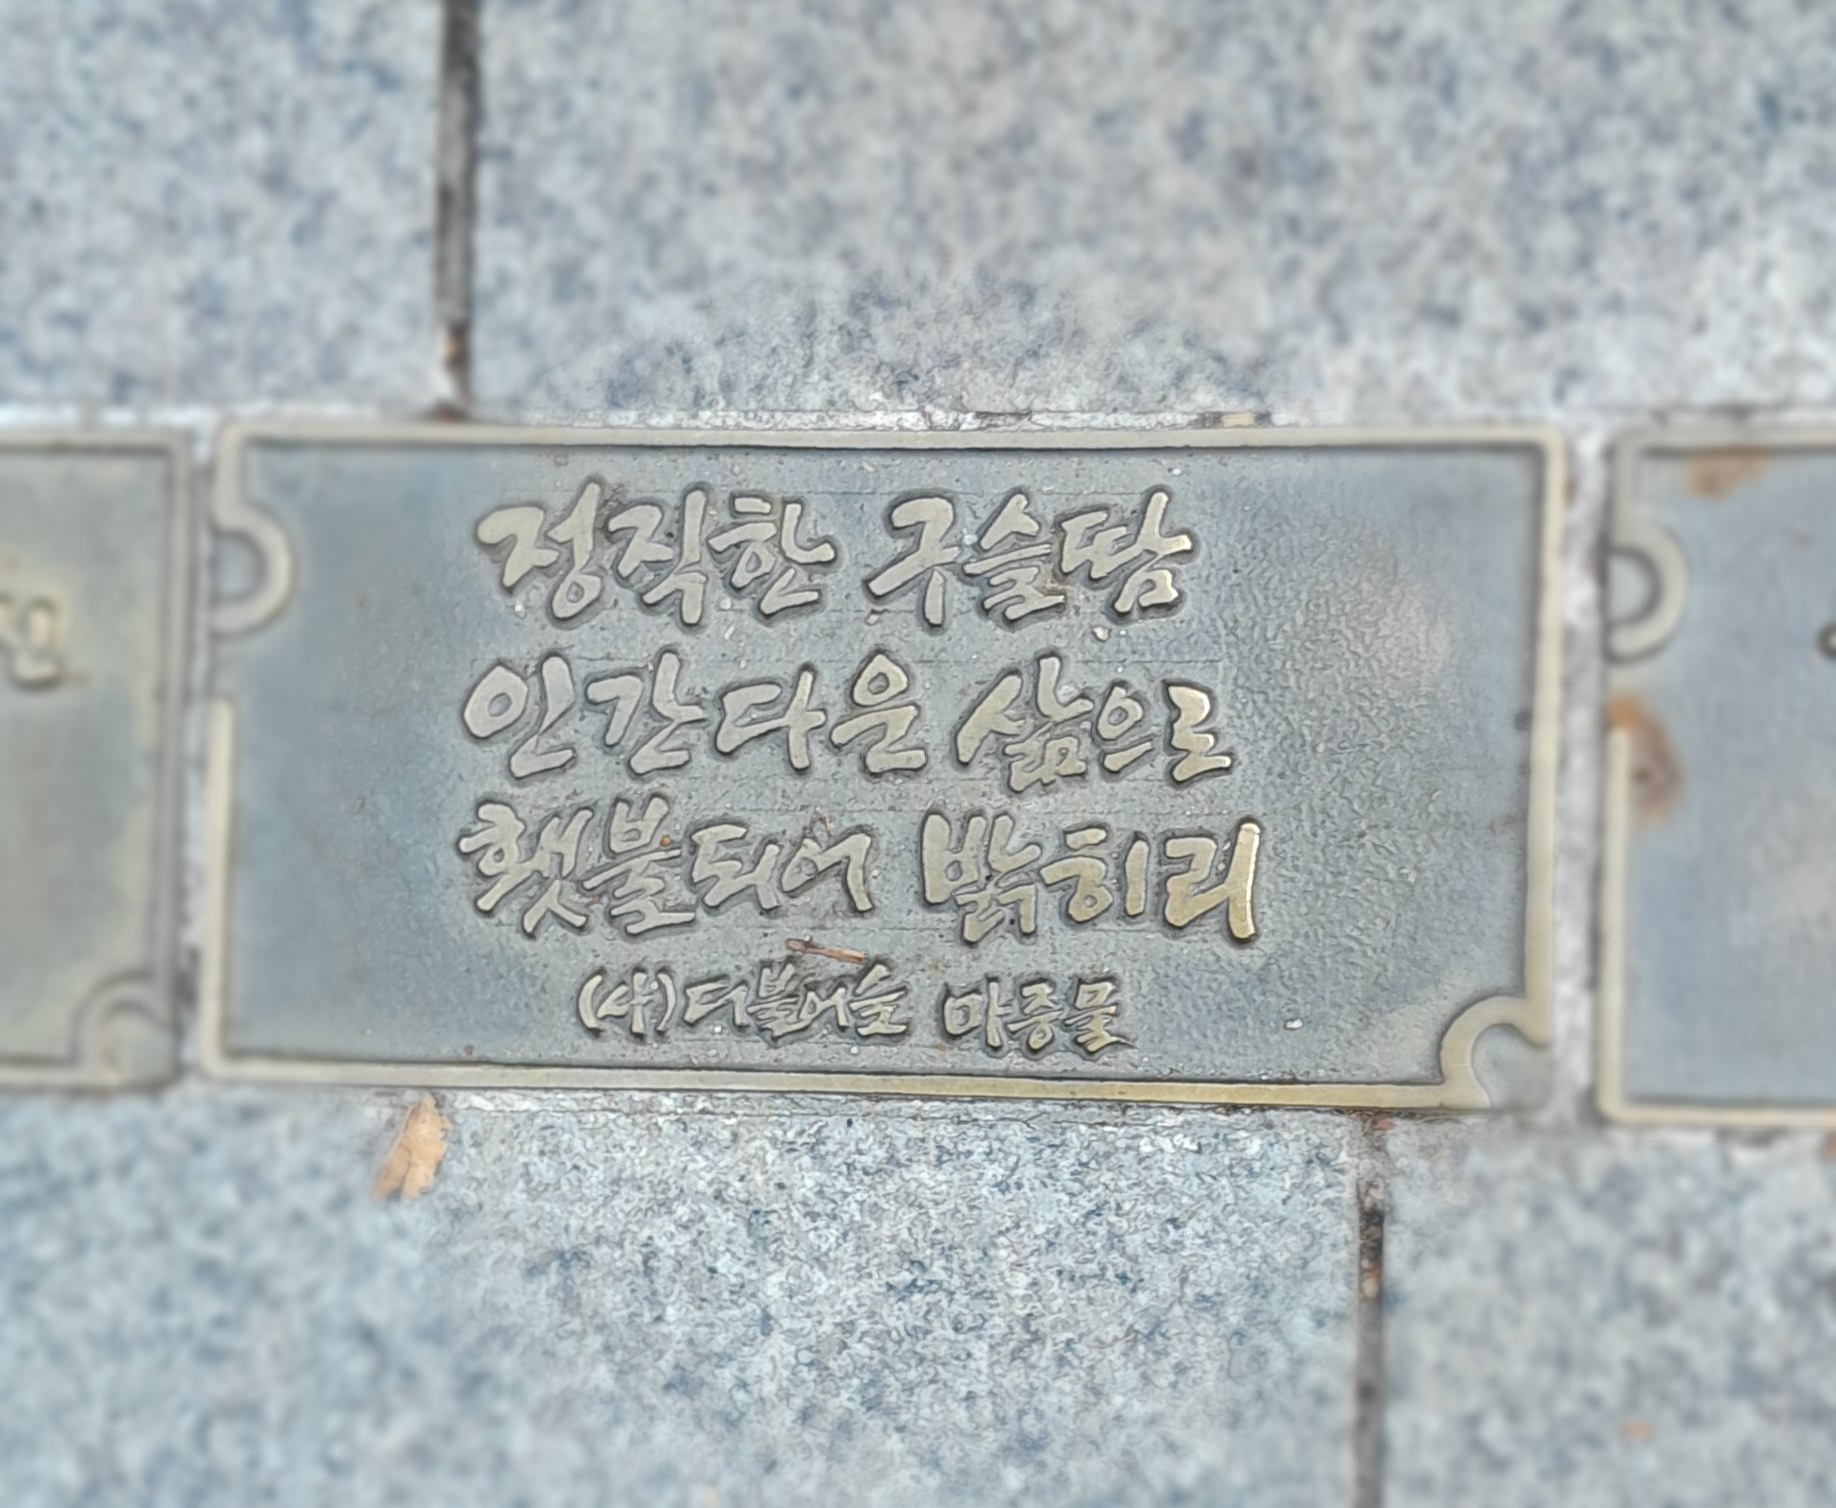 정직한 구슬땀
인간다운 삶으로
횃불되어 밝히리
(사)더불어숲 마중물